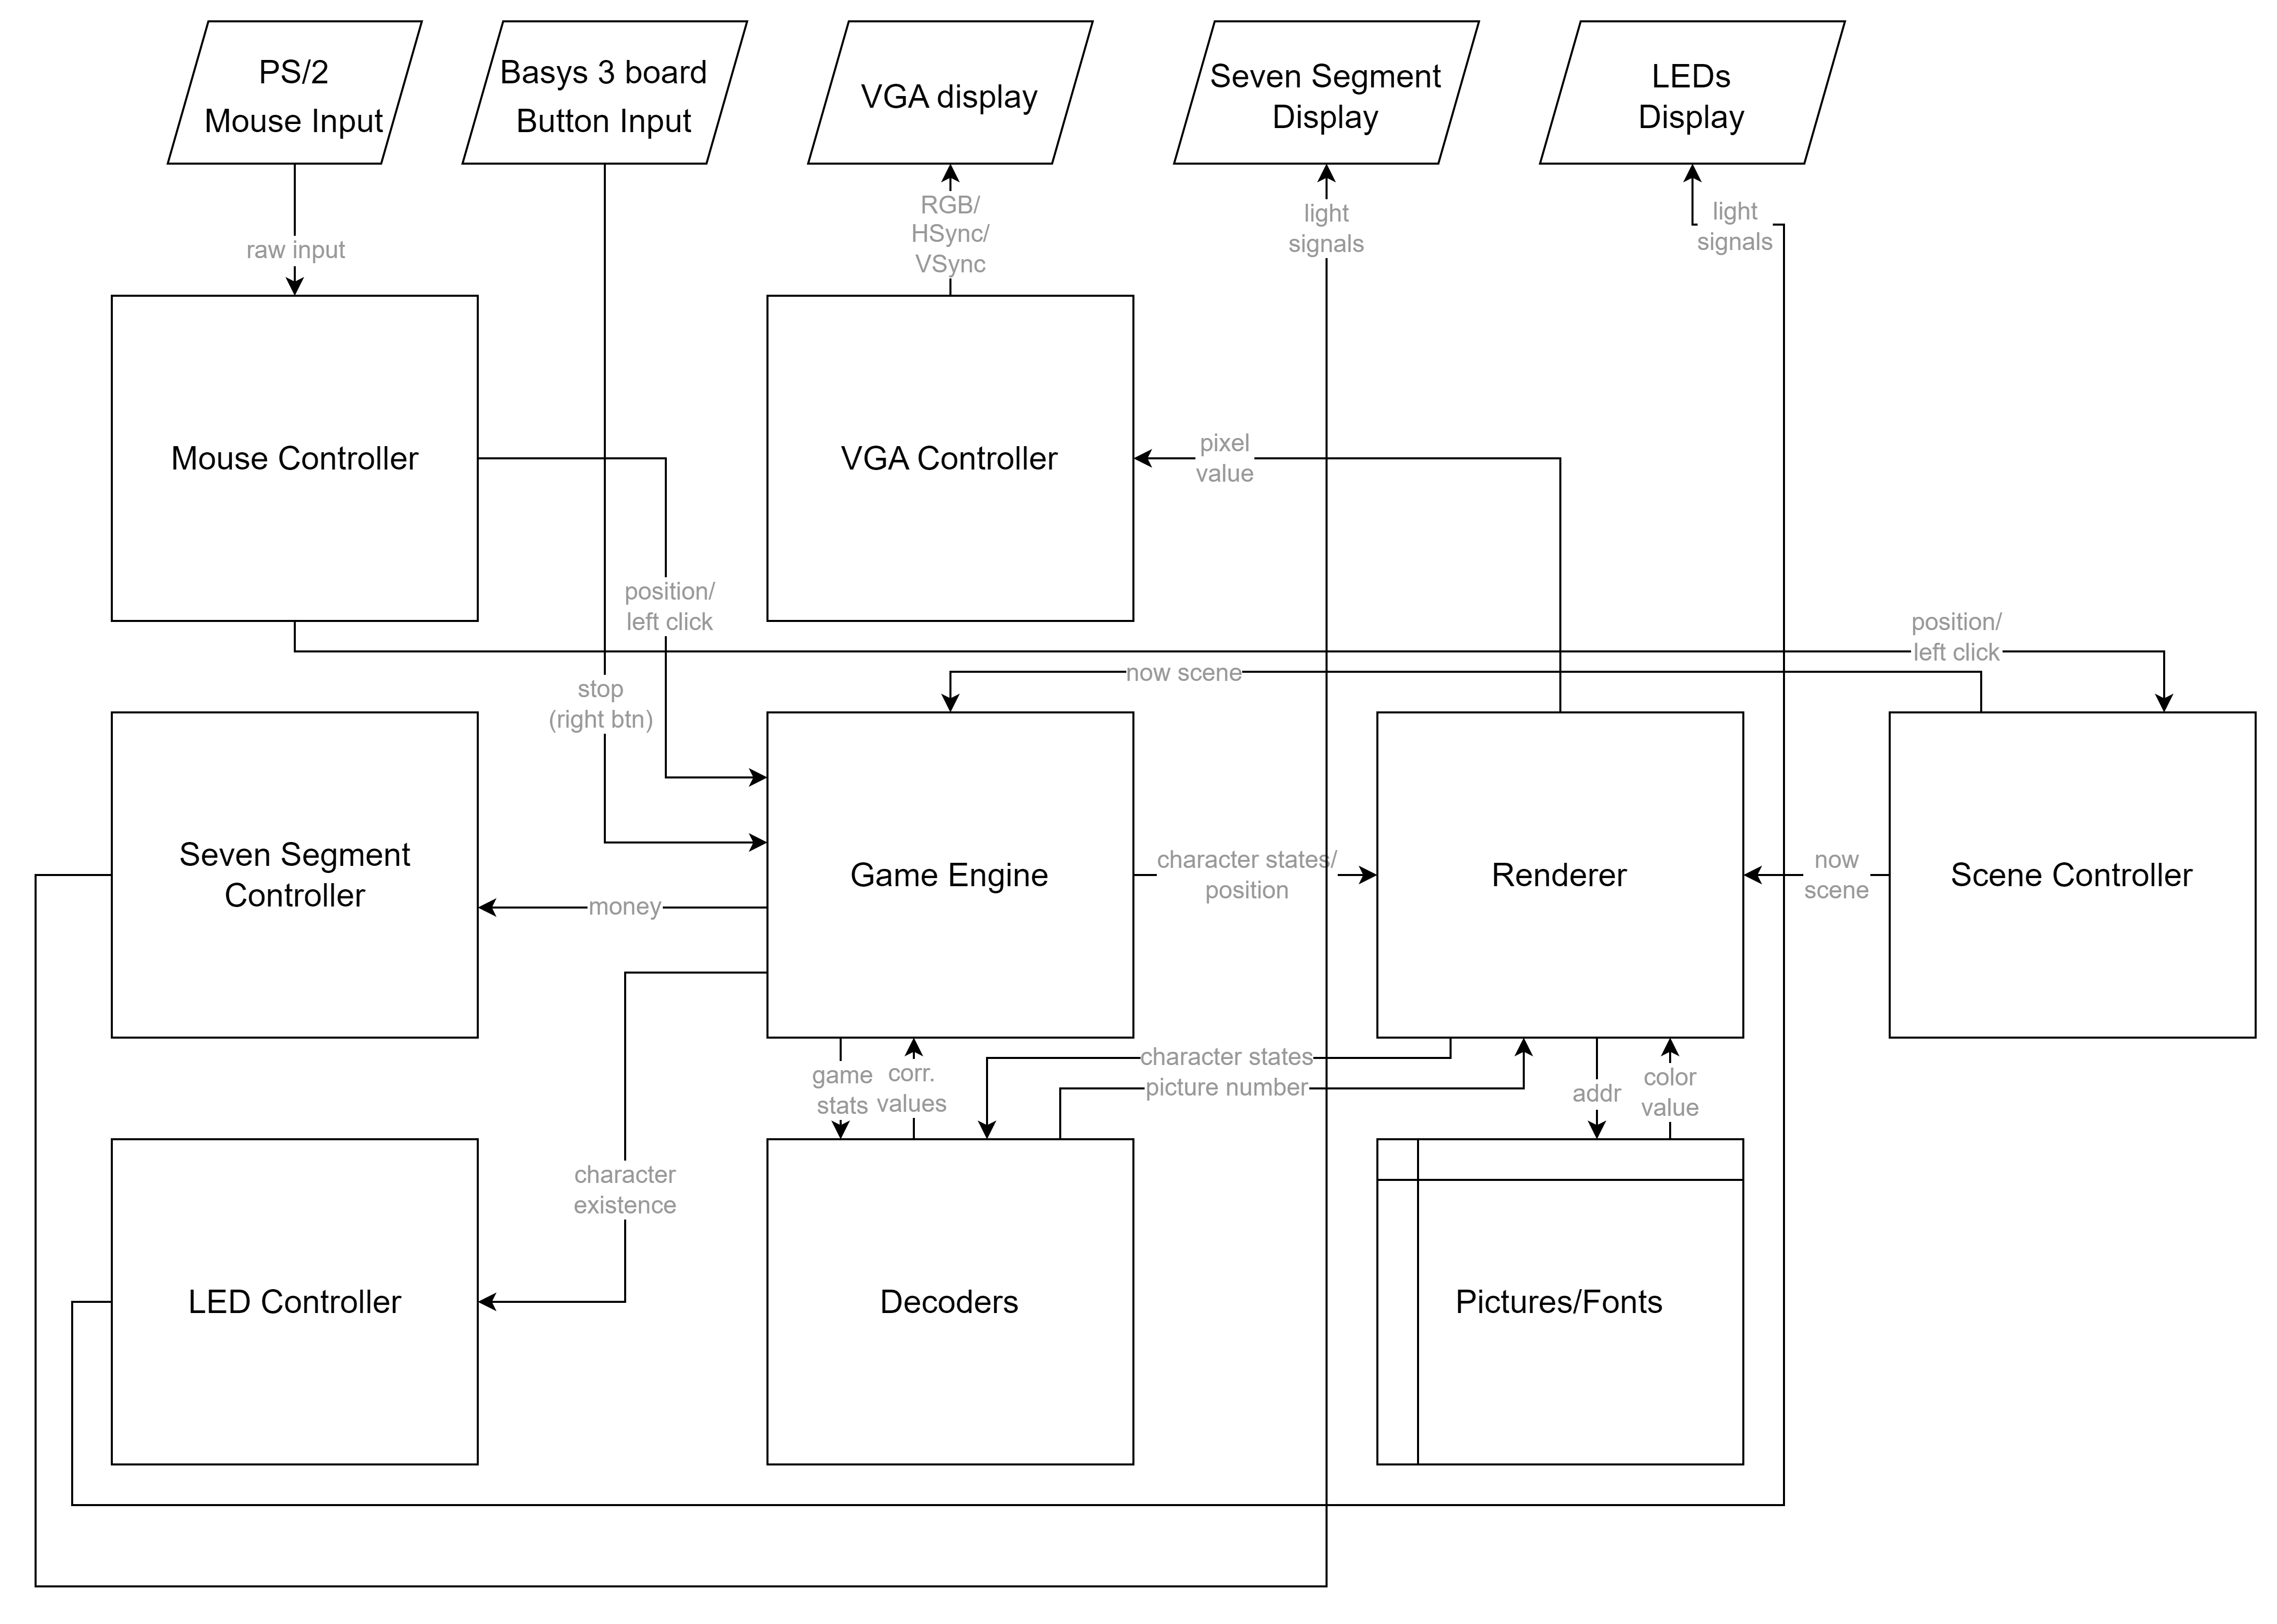 PS/2
Mouse Input
Basys 3 board
Button Input
VGA display
Seven Segment
Display
LEDs
Display
raw input
RGB/
HSync/
VSync
light
signals
light
signals
Mouse Controller
VGA Controller
pixel
value
position/
left click
position/
left click
now scene
stop
(right btn)
Seven Segment
Controller
Game Engine
character states/
position
Renderer
now
scene
Scene Controller
money
game
stats
corr.
values
character states
picture number
addr
color
value
character
existence
LED Controller
Decoders
Pictures/Fonts